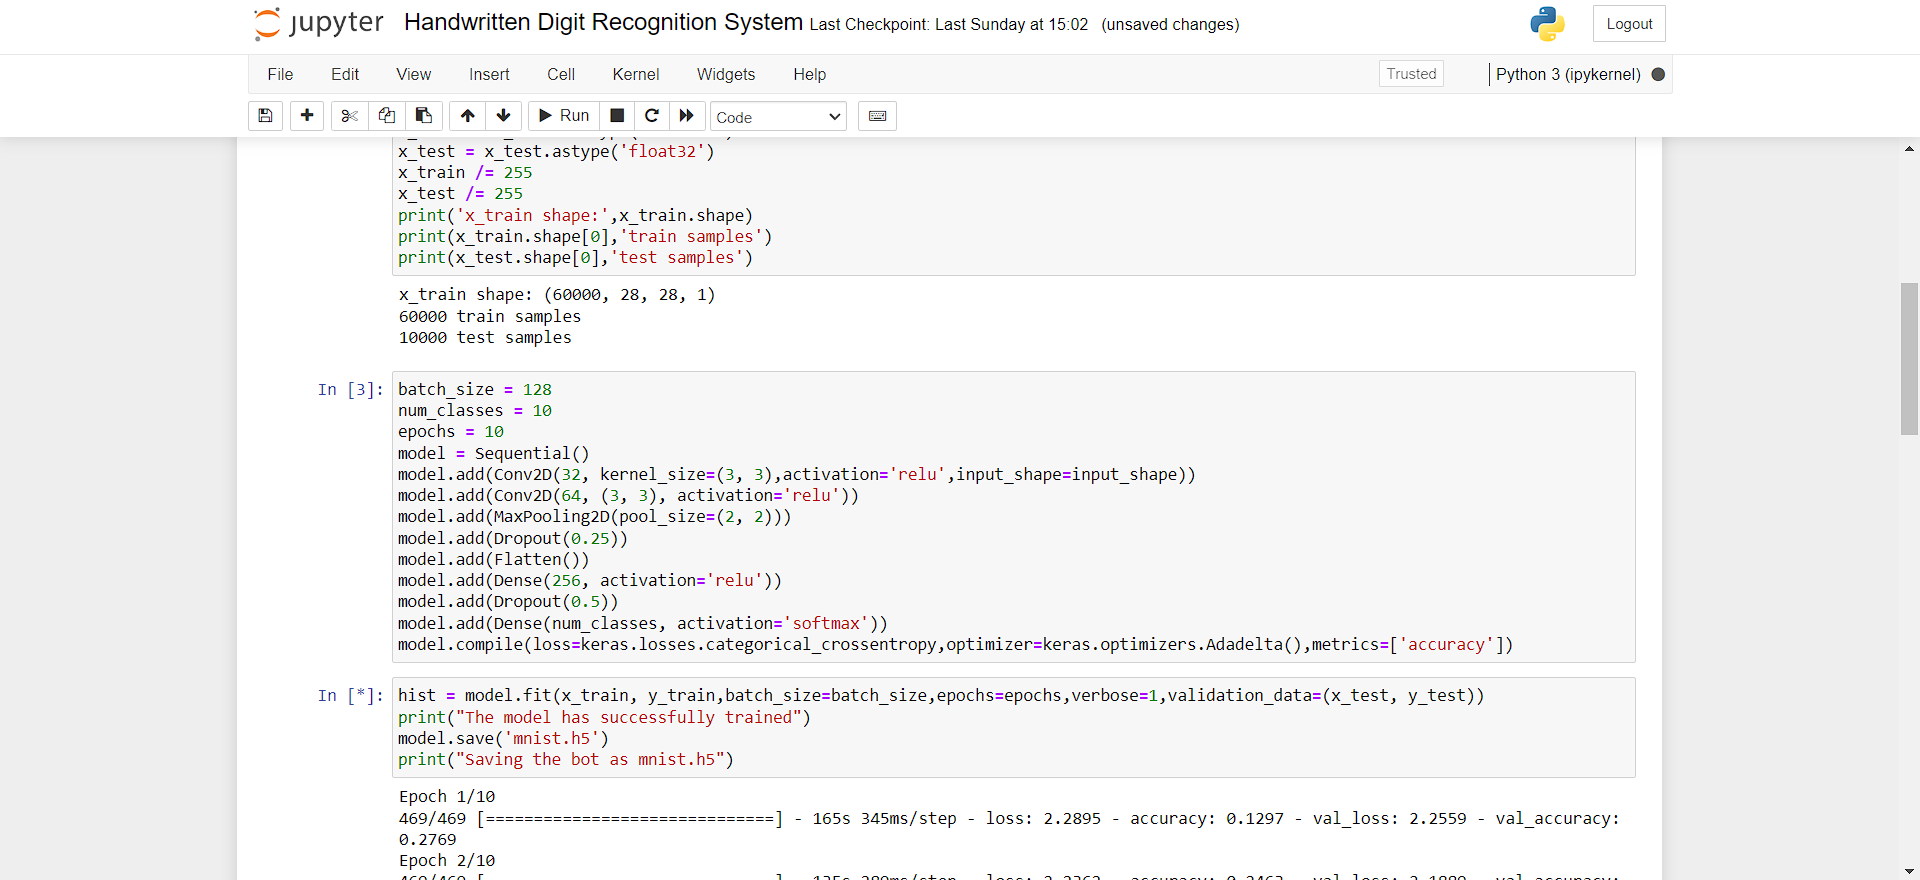 jupyter Handwritten Digit Recognition System Last Checkpoint: Last Sunday at 15:02 (unsaved changes)
Logout
File Edit View Insert Cell Kernel Widgets Help
Trusted
Python 3 (ipykernel)
Run
Code
x_test = x_test.astype('float32')
x_train /= 255
x_test /= 255
print('x_train shape:',x_train.shape)
print(x_train.shape[0],'train samples')
print(x_test.shape[0],'test samples')
x_train shape: (60000, 28, 28, 1)
60000 train samples
10000 test samples
In [3]:
batch_size = 128
num_classes = 10
epochs = 10
model = Sequential()
model.add(Conv2D(32, kernel_size=(3, 3),activation='relu',input_shape=input_shape))
model.add(Conv2D(64, (3, 3), activation='relu'))
model.add(MaxPooling2D(pool_size=(2, 2)))
model.add(Dropout(0.25))
model.add(Flatten())
model.add(Dense(256, activation='relu'))
model.add(Dropout(0.5))
model.add(Dense(num_classes, activation='softmax'))
model.compile(loss=keras.losses.categorical_crossentropy,optimizer=keras.optimizers.Adadelta(),metrics=['accuracy'])
In [*]:
hist = model.fit(x_train, y_train,batch_size=batch_size,epochs=epochs,verbose=1,validation_data=(x_test, y_test))
print("The model has successfully trained")
model.save('mnist.h5')
print("Saving the bot as mnist.h5")
Epoch 1/10
469/469 [==============================] - 165s 345ms/step - loss: 2.2895 - accuracy: 0.1297 - val_loss: 2.2559 - val_accuracy:
0.2769
Epoch 2/10